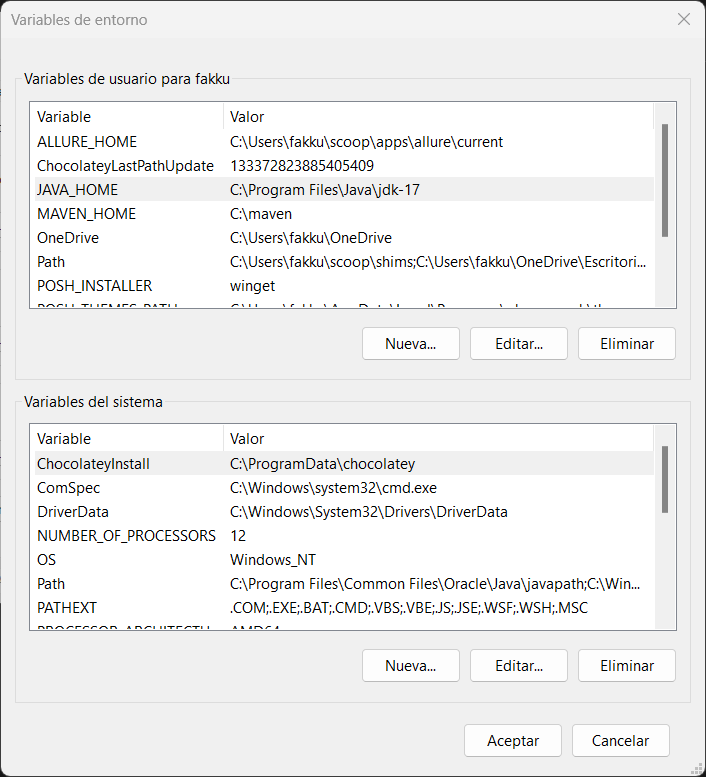 Variables de entorno
Variables de usuario para fakku
Variable Valor
ALLURE_HOME C:\Users\fakku\scoop\apps\allure\current
ChocolateyLastPathUpdate 133372823885405409
JAVA_HOME C:\Program Files\Java\jdk-17
MAVEN_HOME C:\maven
OneDrive C:\Users\fakku\OneDrive
Path C:\Users\fakku\scoop\shims;C:\Users\fakku\OneDrive\Escritori...
POSH_INSTALLER winget
Nueva... Editar... Eliminar
Variables del sistema
Variable Valor
ChocolateyInstall C:\ProgramData\chocolatey
ComSpec C:\Windows\system32\cmd.exe
DriverData C:\Windows\System32\Drivers\DriverData
NUMBER_OF_PROCESSORS 12
OS Windows_NT
Path C:\Program Files\Common Files\Oracle\Java\javapath;C:\Win...
PATHEXT .COM;.EXE;.BAT;.CMD;.VBS;.VBE;.JS;.JSE;.WSF;.WSH;.MSC
Nueva... Editar... Eliminar
Aceptar Cancelar